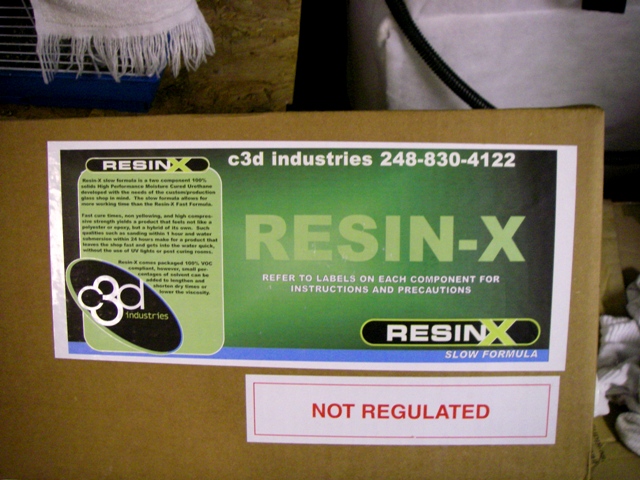 RESINX
Resin-X slow formula is a two component 100%
solids High Performance Moisture Cured Urethane
developed with the needs of the custom/production
glass shop in mind. The slow formula allows for
more working time than the Resin-X Fast Formula.
Fast cure times, non yellowing, and high compres-
sive strength yields a product that feels not like a
polyester or epoxy, but a hybrid of its own. Such
qualities such as sanding within 1 hour and water
submersion within 24 hours make for a product that
leaves the shop fast and gets into the water quick,
without the use of UV lights or post curing rooms.
Resin-X comes packaged 100% VOC
compliant, however, small per-
centages of solvent can be
added to lengthen and
shorten dry times or
lower the viscosity.
c3d
industries
c3d industries 248-830-4122
RESIN-X
REFER TO LABELS ON EACH COMPONENT FOR
INSTRUCTIONS AND PRECAUTIONS
RESINX
SLOW FORMULA
NOT REGULATED